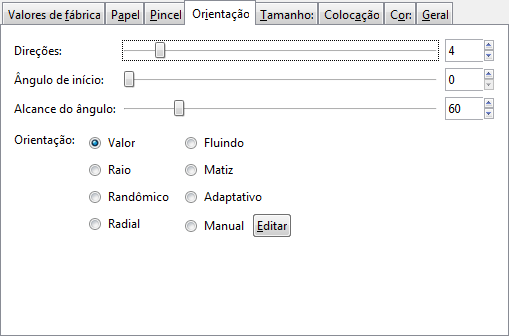 Valores de fábrica Papel Pincel Orientação Tamanho: Colocação Cor: Geral
Direções: 4
Ângulo de início: 0
Alcance do ângulo: 60
Orientação: Valor Fluindo
Raio Matiz
Randômico Adaptativo
Radial Manual Editar